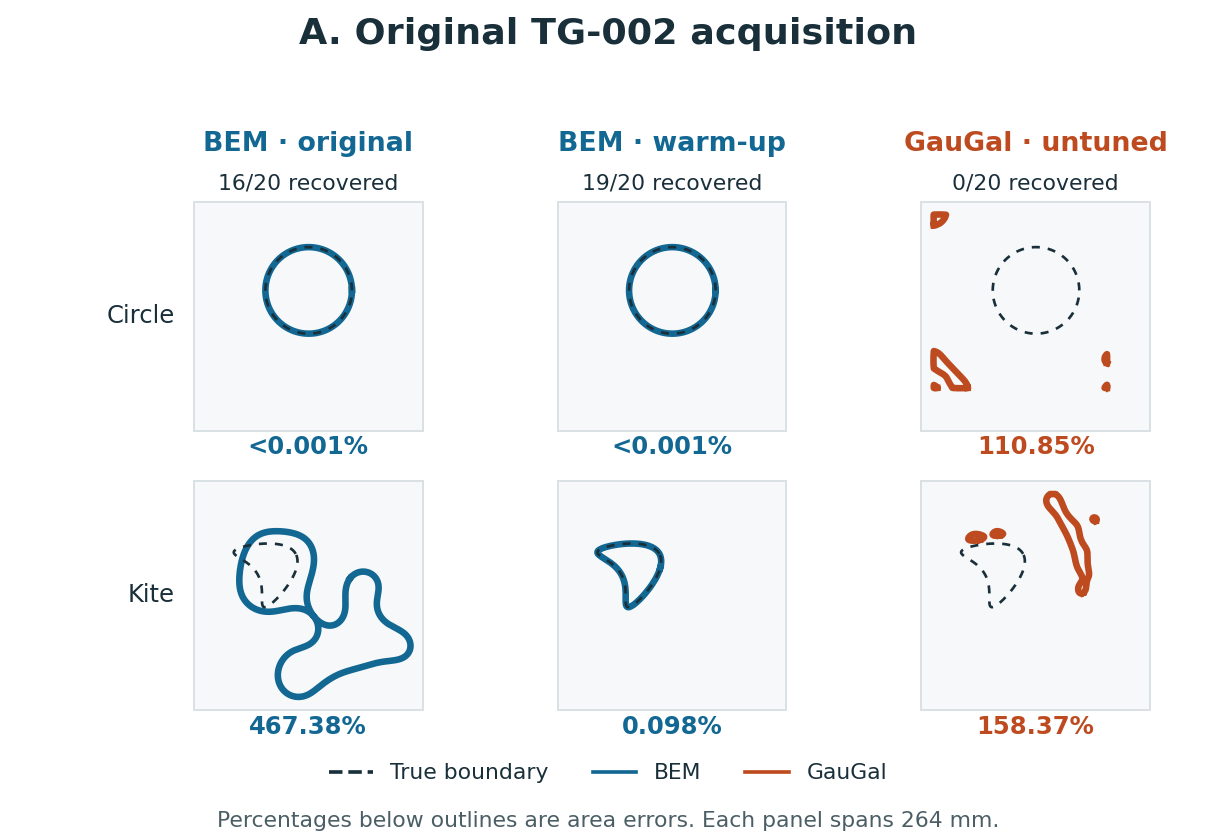 A. Original TG-002 acquisition
BEM · original
BEM · warm-up
GauGal · untuned
16/20 recovered
19/20 recovered
0/20 recovered
Circle
<0.001%
<0.001%
110.85%
Kite
467.38%
0.098%
158.37%
True boundary
BEM
GauGal
Percentages below outlines are area errors. Each panel spans 264 mm.